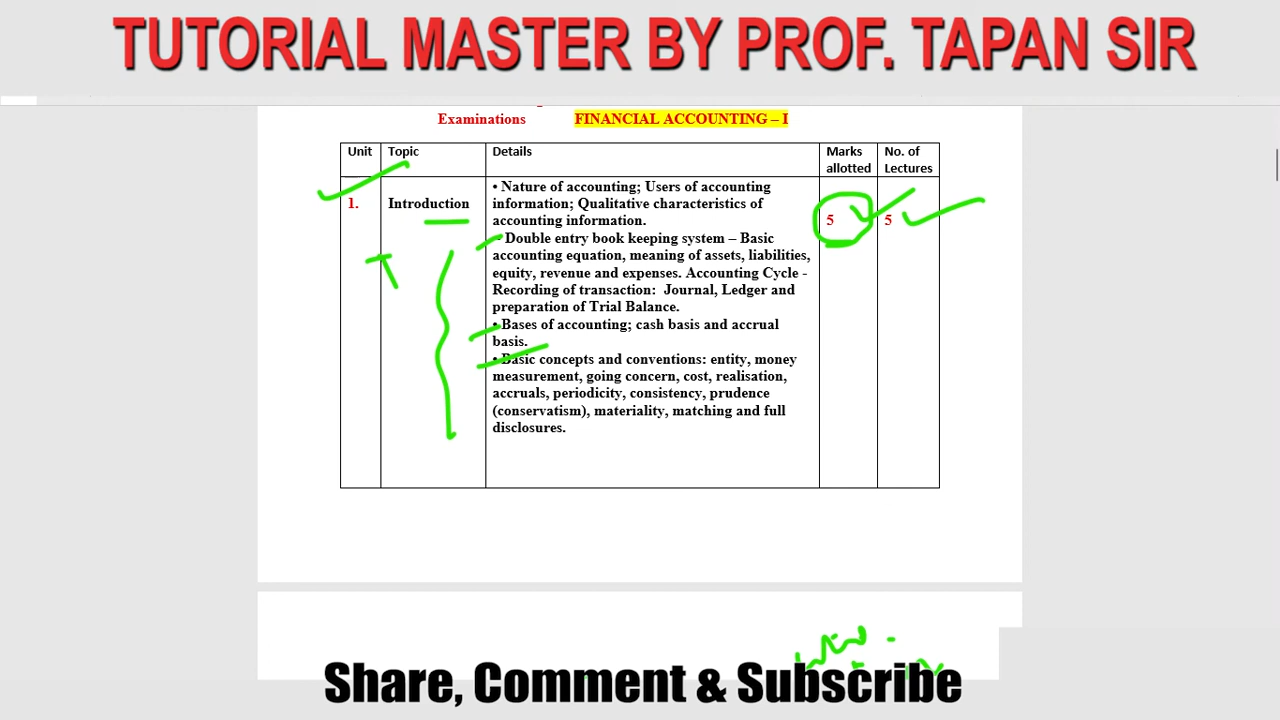 TUTORIAL MASTER BY PROF. TAPAN SIR
Examinations FINANCIAL ACCOUNTING – I
Unit Topic Details Marks allotted No. of Lectures
1. Introduction
• Nature of accounting; Users of accounting
information; Qualitative characteristics of
accounting information.
5 5
• Double entry book keeping system – Basic
accounting equation, meaning of assets, liabilities,
equity, revenue and expenses. Accounting Cycle -
Recording of transaction: Journal, Ledger and
preparation of Trial Balance.
• Bases of accounting; cash basis and accrual
basis.
• Basic concepts and conventions: entity, money
measurement, going concern, cost, realisation,
accruals, periodicity, consistency, prudence
(conservatism), materiality, matching and full
disclosures.
Share, Comment & Subscribe